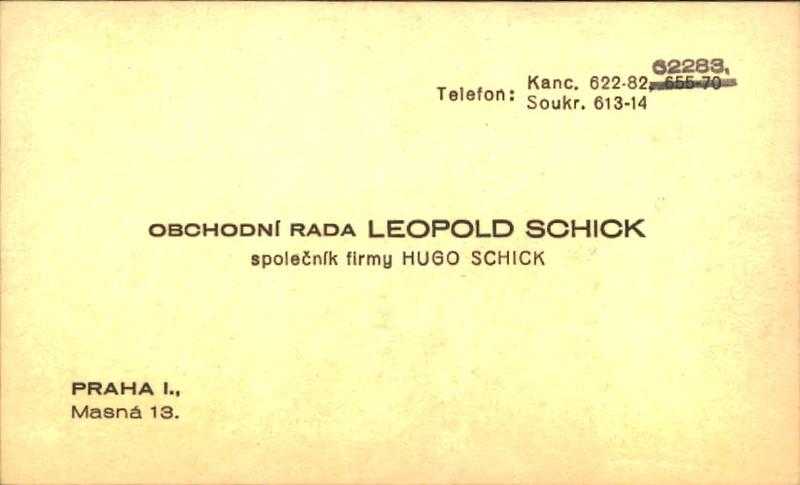 62283,
Telefon: Kanc. 622-82, 655-70
Soukr. 613-14
OBCHODNÍ RADA LEOPOLD SCHICK
společník firmy HUGO SCHICK
PRAHA I.,
Masná 13.